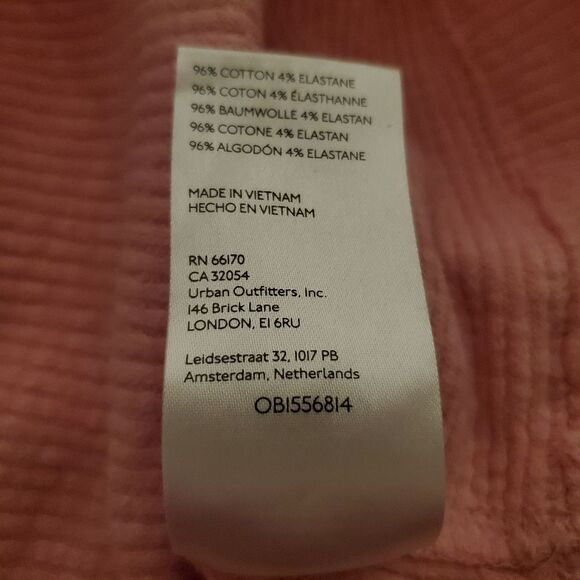 96% COTTON 4% ELASTANE
96% COTON 4% ÉLASTHANNE
96% BAUMWOLLE 4% ELASTAN
96% COTONE 4% ELASTAN
96% ALGODÓN 4% ELASTANE
MADE IN VIETNAM
HECHO EN VIETNAM
RN 66170
CA 32054
Urban Outfitters, Inc.
146 Brick Lane
LONDON, E1 6RU
Leidsestraat 32, 1017 PB
Amsterdam, Netherlands
OB1556814